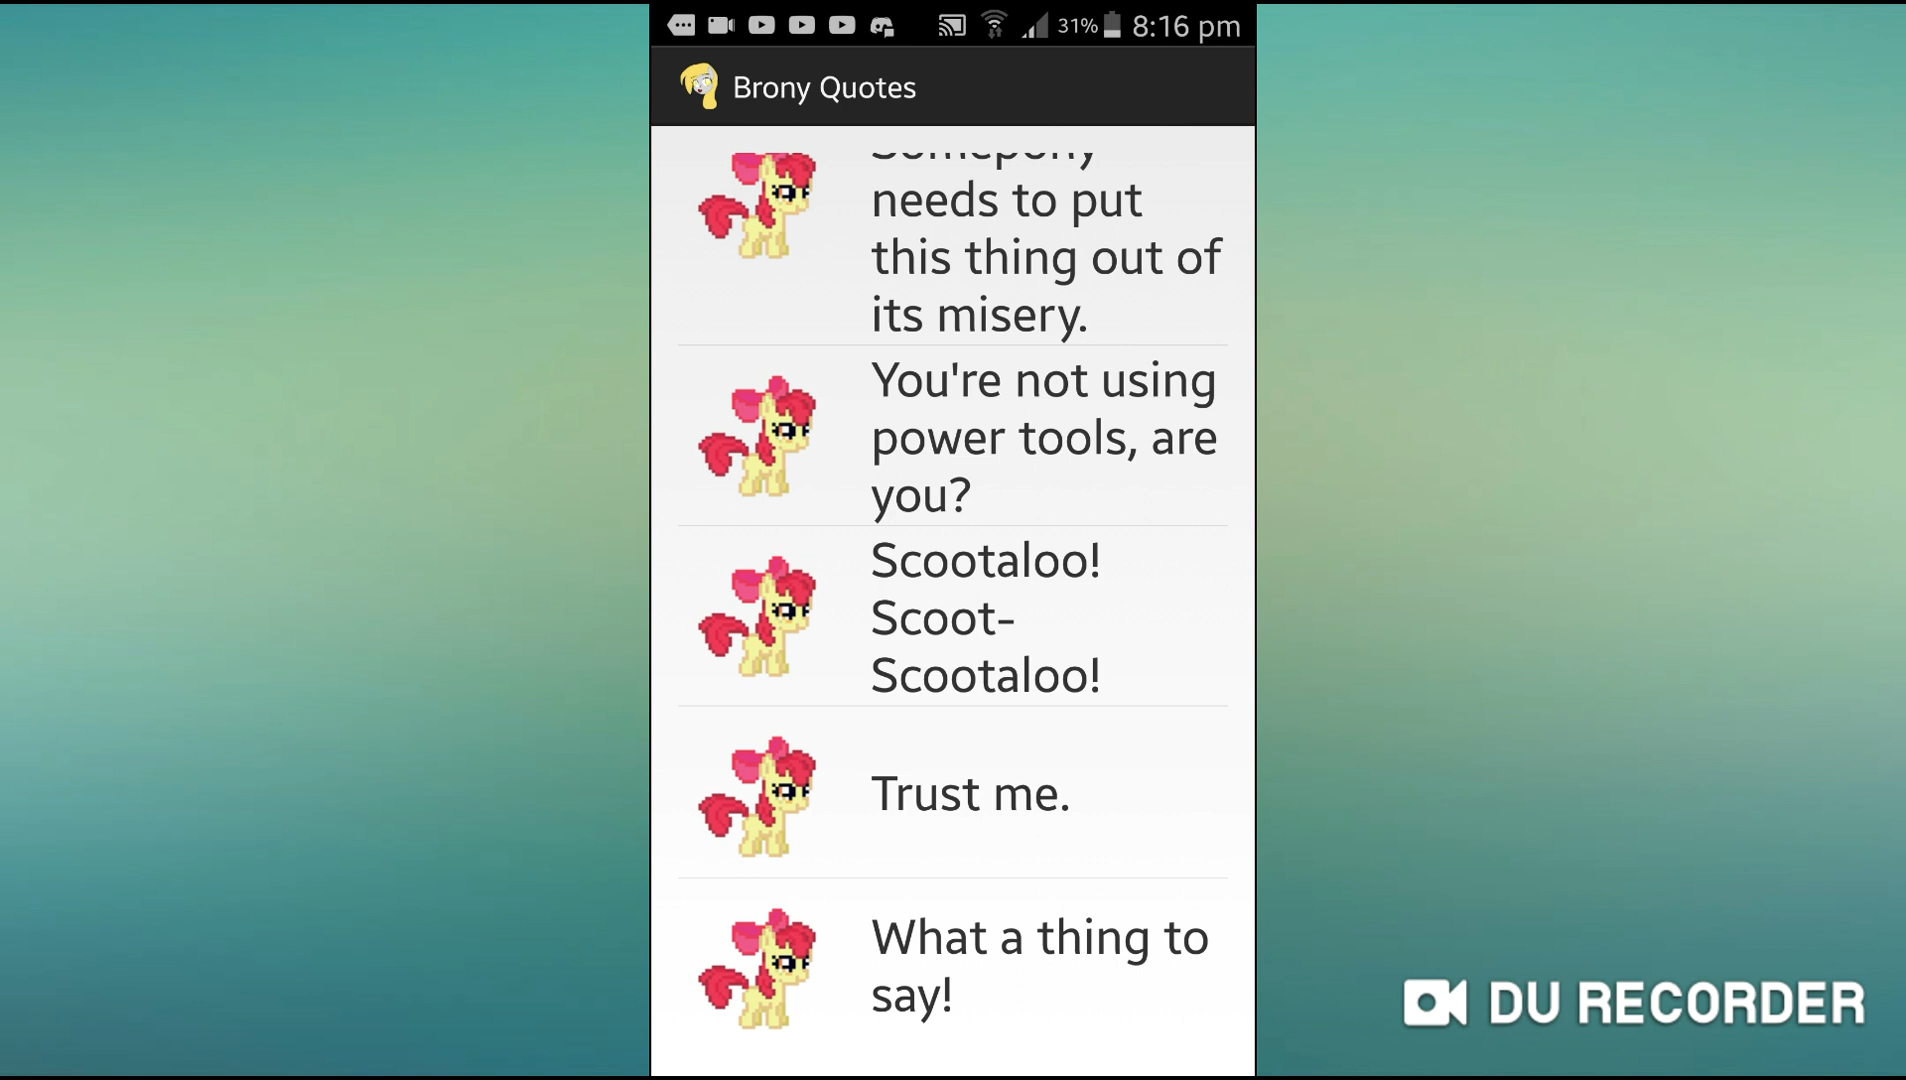 31% 8:16 pm
Brony Quotes
Somepony
needs to put
this thing out of
its misery.
You're not using
power tools, are
you?
Scootaloo!
Scoot-
Scootaloo!
Trust me.
What a thing to
say!
DU RECORDER